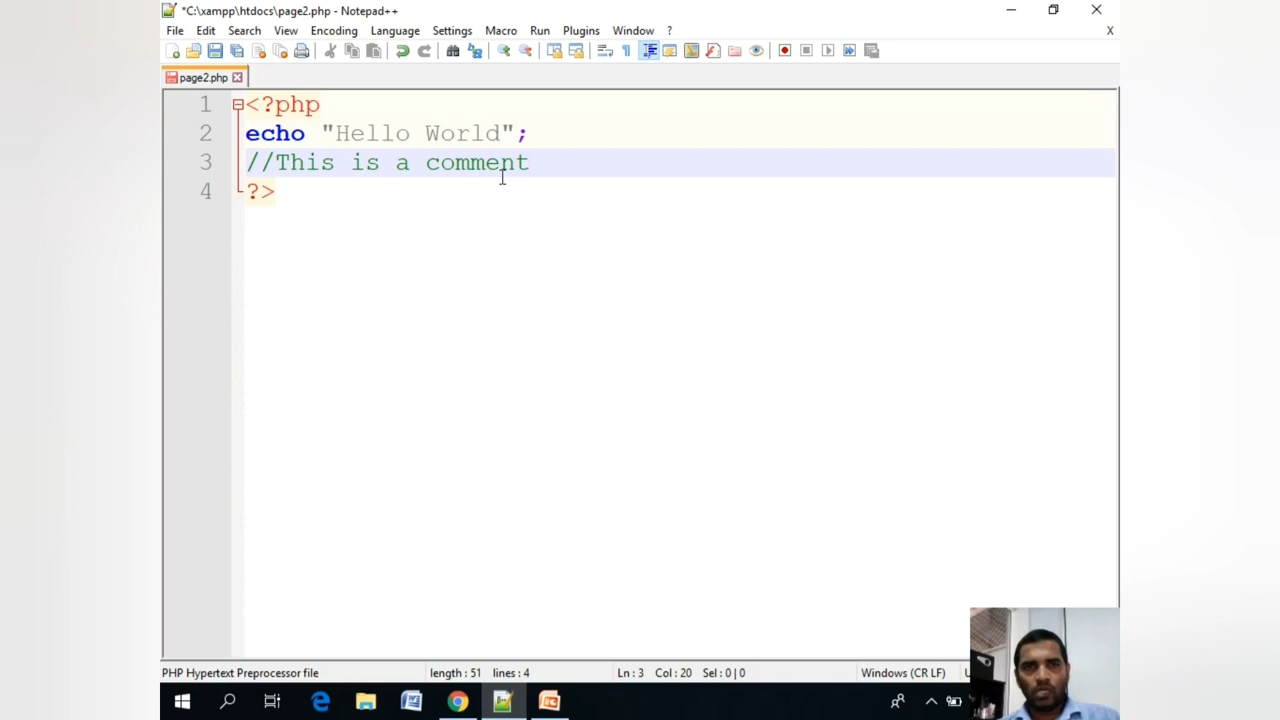 *C:\xampp\htdocs\page2.php - Notepad++
File Edit Search View Encoding Language Settings Macro Run Plugins Window ? X
page2.php
1 <?php
2 echo "Hello World";
3 //This is a comment
4 ?>
PHP Hypertext Preprocessor file length : 51 lines : 4 Ln : 3 Col : 20 Sel : 0 | 0 Windows (CR LF)